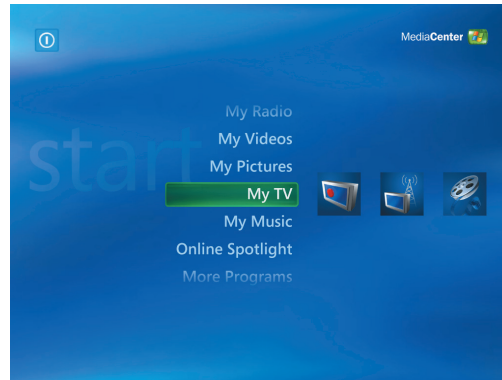 MediaCenter
start
My Radio
My Videos
My Pictures
My TV
My Music
Online Spotlight
More Programs